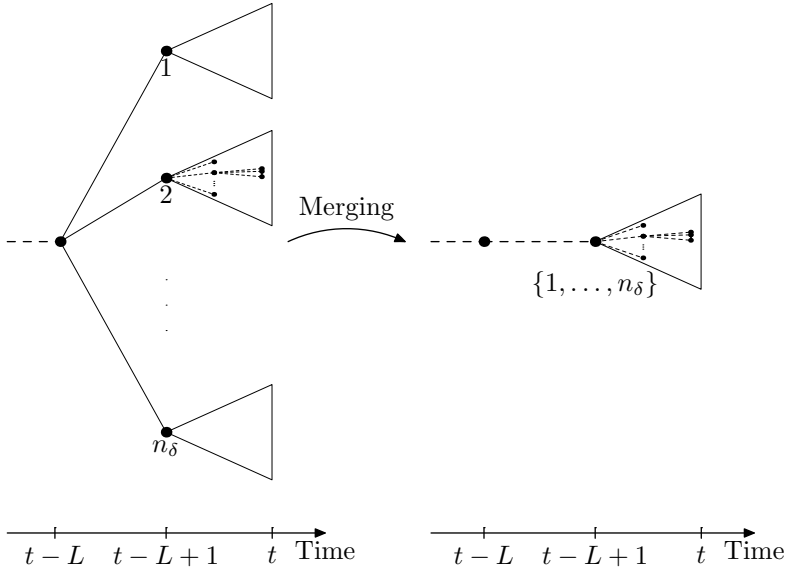 1
2
Merging
{1, . . . , n_δ}
n_δ
t − L    t − L + 1    t    Time
t − L    t − L + 1    t    Time